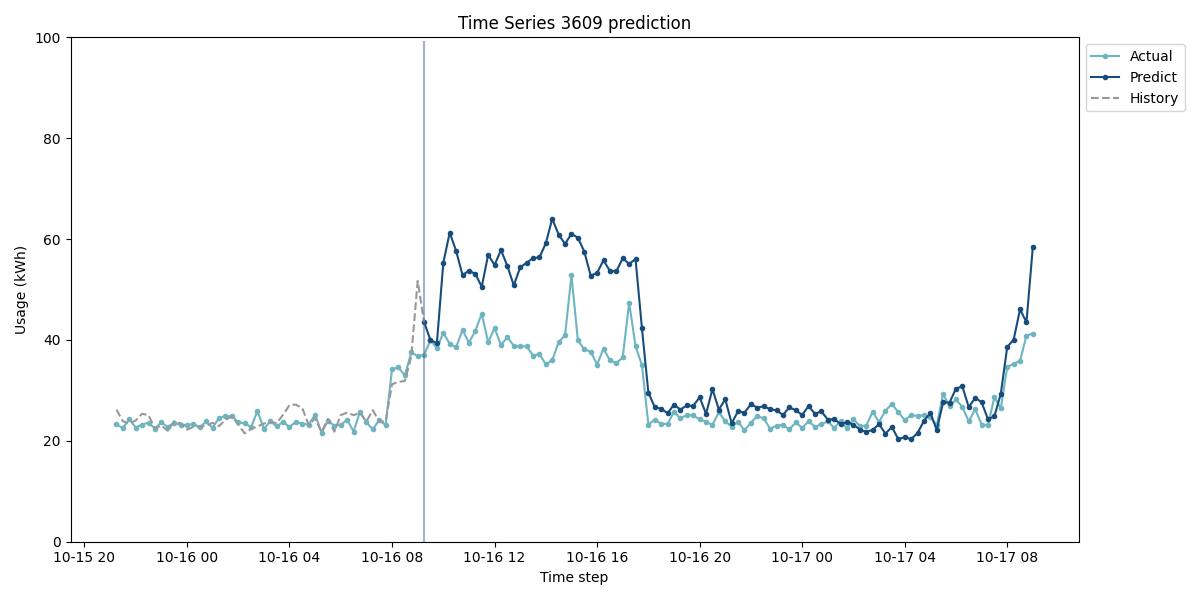 Time Series 3609 prediction
100
80
60
40
20
0
Usage (kWh)
10-15 20
10-16 00
10-16 04
10-16 08
10-16 12
10-16 16
10-16 20
10-17 00
10-17 04
10-17 08
Time step
Actual
Predict
History